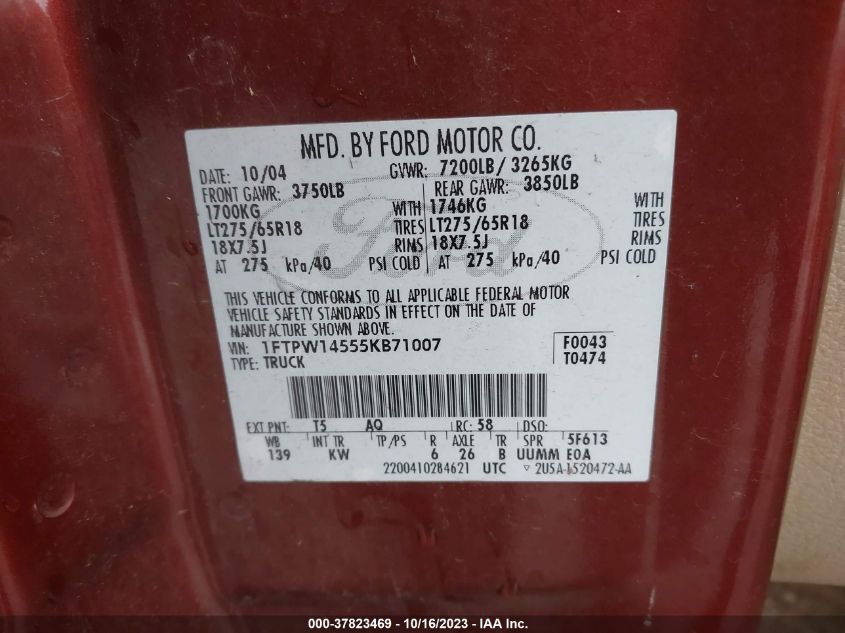 MFD. BY FORD MOTOR CO.
DATE: 10/04 GVWR: 7200LB/ 3265KG
FRONT GAWR: 3750LB REAR GAWR: 3850LB
1700KG WITH 1746KG WITH
LT275/65R18 TIRES LT275/65R18 TIRES
18X7.5J RIMS 18X7.5J RIMS
AT 275 kPa/40 PSI COLD AT 275 kPa/40 PSI COLD
Ford
THIS VEHICLE CONFORMS TO ALL APPLICABLE FEDERAL MOTOR
VEHICLE SAFETY STANDARDS IN EFFECT ON THE DATE OF
MANUFACTURE SHOWN ABOVE.
VIN: 1FTPW14555KB71007 F0043
TYPE: TRUCK T0474
EXT PNT: T5 AQ RC: 58 DSO:
WB INT TR TP/PS R AXLE TR SPR 5F613
139 KW 6 26 B UUMM E0A
2200410284621 UTC ▽ 2U5A-1520472-AA
000-37823469 - 10/16/2023 - IAA Inc.